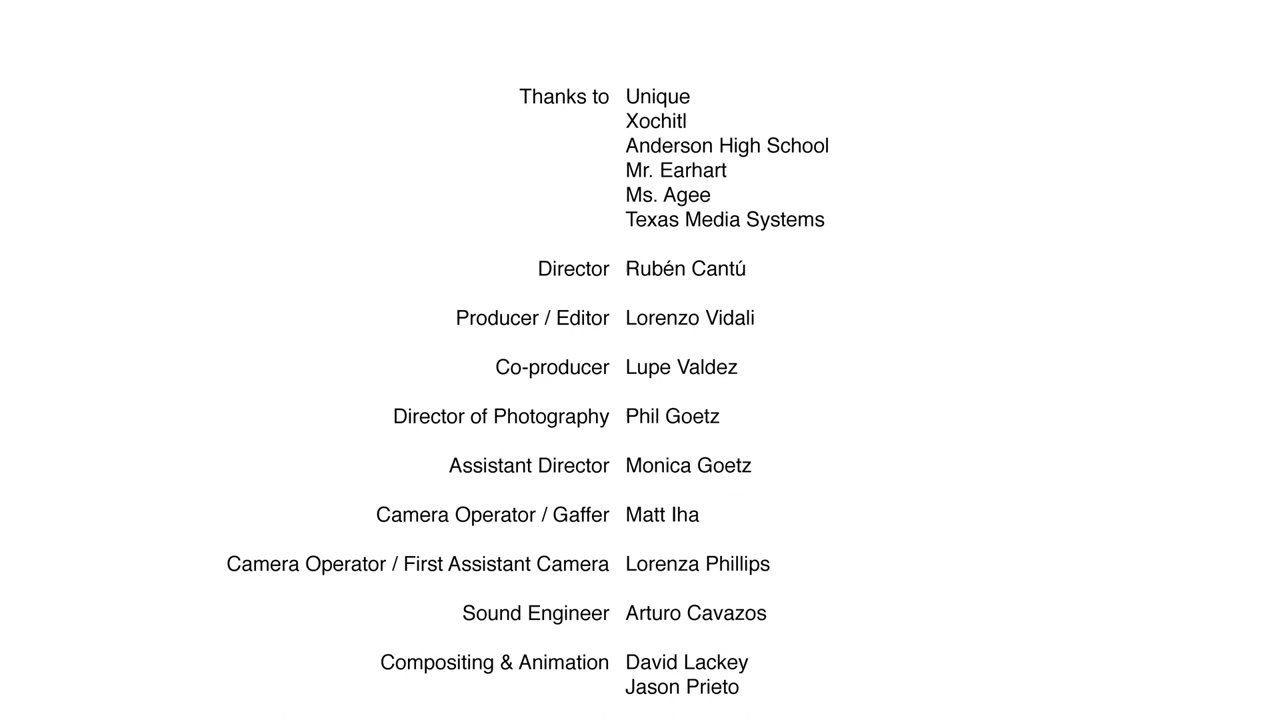 Thanks to Unique
Xochitl
Anderson High School
Mr. Earhart
Ms. Agee
Texas Media Systems
Director Rubén Cantú
Producer / Editor Lorenzo Vidali
Co-producer Lupe Valdez
Director of Photography Phil Goetz
Assistant Director Monica Goetz
Camera Operator / Gaffer Matt Iha
Camera Operator / First Assistant Camera Lorenza Phillips
Sound Engineer Arturo Cavazos
Compositing & Animation David Lackey
Jason Prieto